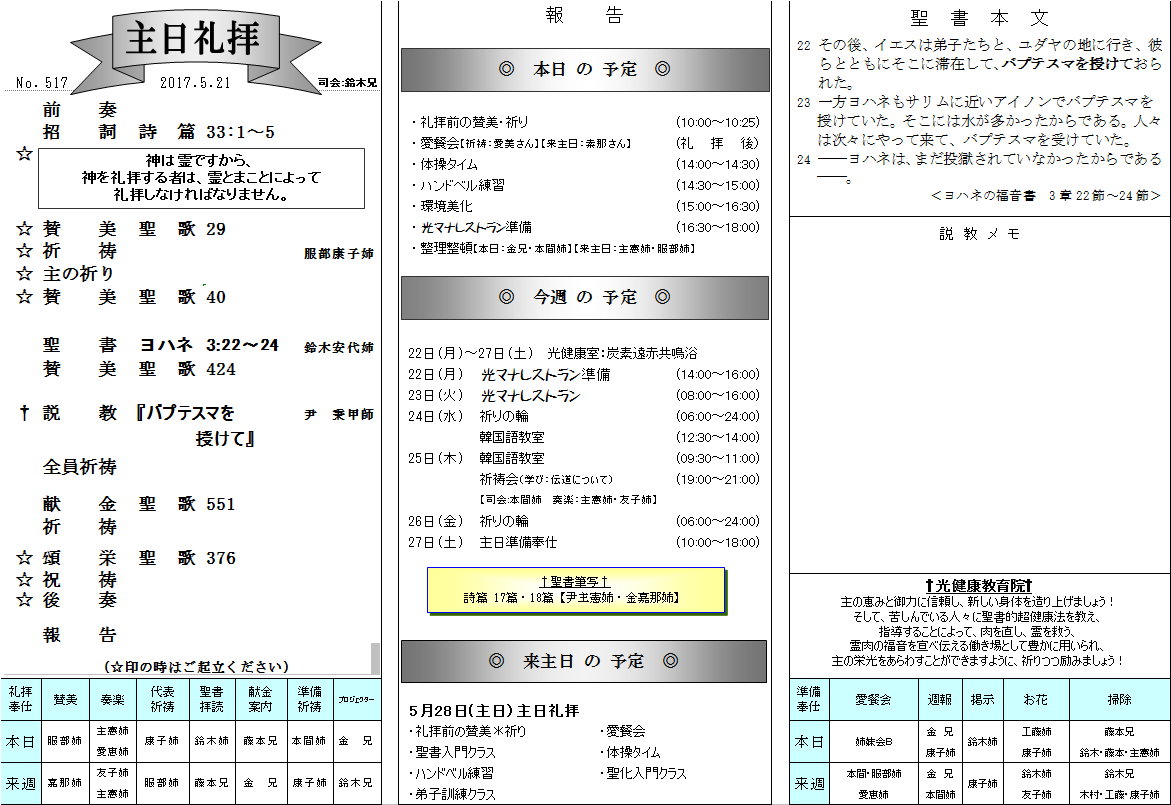 主日礼拝
No. 517 2017.5.21 司会:鈴木兄
前 奏
招 詞 詩 篇 33:1～5
☆
神は霊ですから、
神を礼拝する者は、霊とまことによって
礼拝しなければなりません。
☆ 賛 美 聖 歌 29
☆ 祈 祷 服部康子姉
☆ 主の祈り
☆ 賛 美 聖 歌 40
聖 書 ヨハネ 3:22～24 鈴木安代姉
賛 美 聖 歌 424
† 説 教 『バプテスマを 尹 秉甲師
授けて』
全員祈祷
献 金 聖 歌 551
祈 祷
☆ 頌 栄 聖 歌 376
☆ 祝 祷
☆ 後 奏
報 告
(☆印の時はご起立ください)
礼拝奉仕 賛美 奏楽 代表祈祷 聖書拝読 献金案内 準備祈祷 プロジェクター
本日 服部姉 主憲姉 愛恵姉 康子姉 鈴木姉 藤本兄 本間姉 金 兄
来週 嘉那姉 友子姉 主憲姉 服部姉 藤本兄 金 兄 康子姉 鈴木兄
報 告
◎ 本日 の 予定 ◎
・礼拝前の賛美・祈り (10:00～10:25)
・愛餐会【祈祷:愛美さん】【来主日:素那さん】 (礼 拝 後)
・体操タイム (14:00～14:30)
・ハンドベル練習 (14:30～15:00)
・環境美化 (15:00～16:30)
・光マナレストラン準備 (16:30～18:00)
・整理整頓【本日:金兄・本間姉】【来主日:主憲姉・服部姉】
◎ 今週 の 予定 ◎
22日(月)～27日(土) 光健康室:炭素遠赤共鳴浴
22日(月) 光マナレストラン準備 (14:00～16:00)
23日(火) 光マナレストラン (08:00～16:00)
24日(水) 祈りの輪 (06:00～24:00)
韓国語教室 (12:30～14:00)
25日(木) 韓国語教室 (09:30～11:00)
祈祷会(学び:伝道について) (19:00～21:00)
【司会:本間姉 奏楽:主憲姉・友子姉】
26日(金) 祈りの輪 (06:00～24:00)
27日(土) 主日準備奉仕 (10:00～18:00)
†聖書筆写†
詩篇 17篇・18篇【尹主憲姉・金嘉那姉】
◎ 来主日 の 予定 ◎
5月28日(主日) 主日礼拝
・礼拝前の賛美＊祈り ・愛餐会
・聖書入門クラス ・体操タイム
・ハンドベル練習 ・聖化入門クラス
・弟子訓練クラス
聖 書 本 文
22 その後、イエスは弟子たちと、ユダヤの地に行き、彼
らとともにそこに滞在して、バプテスマを授けておら
れた。
23 一方ヨハネもサリムに近いアイノンでバプテスマを
授けていた。そこには水が多かったからである。人々
は次々にやって来て、バプテスマを受けていた。
24 ――ヨハネは、まだ投獄されていなかったからである
――。
＜ヨハネの福音書 3章22節～24節＞
説 教 メ モ
†光健康教育院†
主の恵みと御力に信頼し、新しい身体を造り上げましょう！
そして、苦しんでいる人々に聖書的超健康法を教え、
指導することによって、肉を直し、霊を救う、
霊肉の福音を宣べ伝える働き場として豊かに用いられ、
主の栄光をあらわすことができますように、祈りつつ励みましょう！
準備奉仕 愛餐会 週報 掲示 お花 掃除
本日 姉妹会B 金 兄 康子姉 鈴木姉 工藤姉 康子姉 藤本兄 鈴木・藤本・主憲姉
来週 本間・服部姉 愛恵姉 金 兄 本間姉 康子姉 鈴木姉 友子姉 鈴木兄 木村・工藤・康子姉